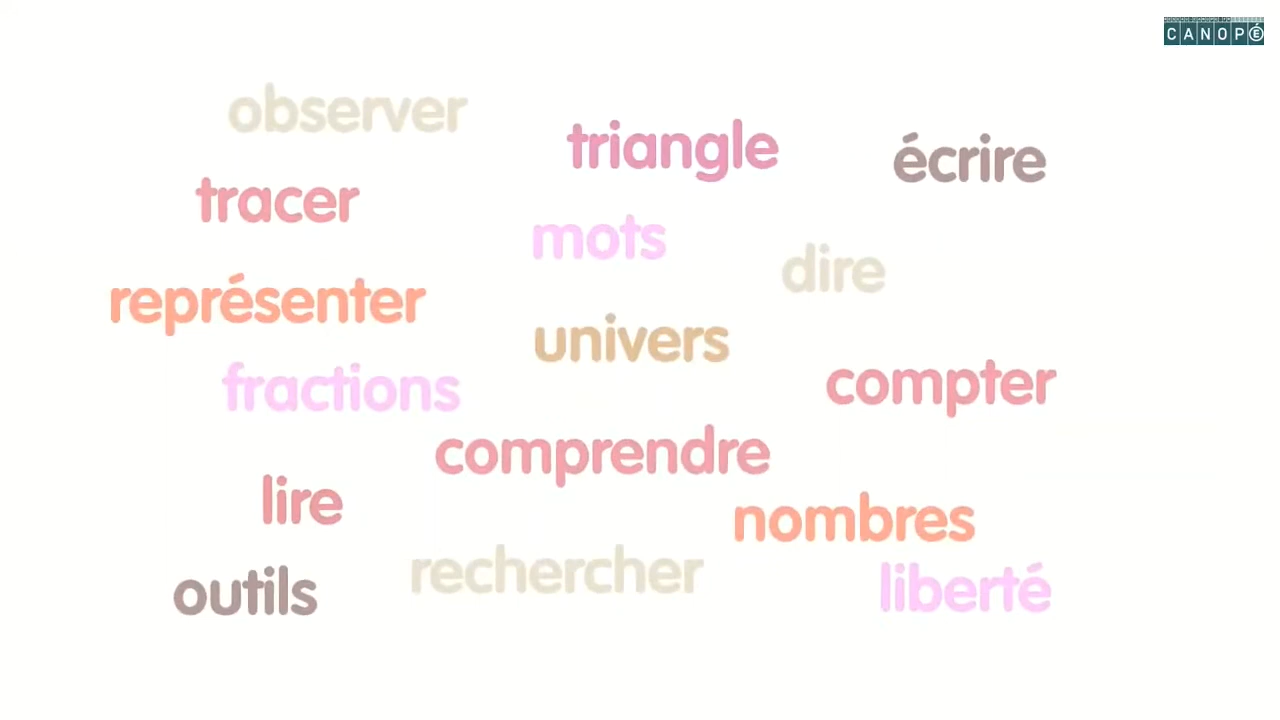 CANOPÉ
observer
triangle
écrire
tracer
mots
dire
représenter
univers
fractions
compter
comprendre
lire
nombres
rechercher
outils
liberté